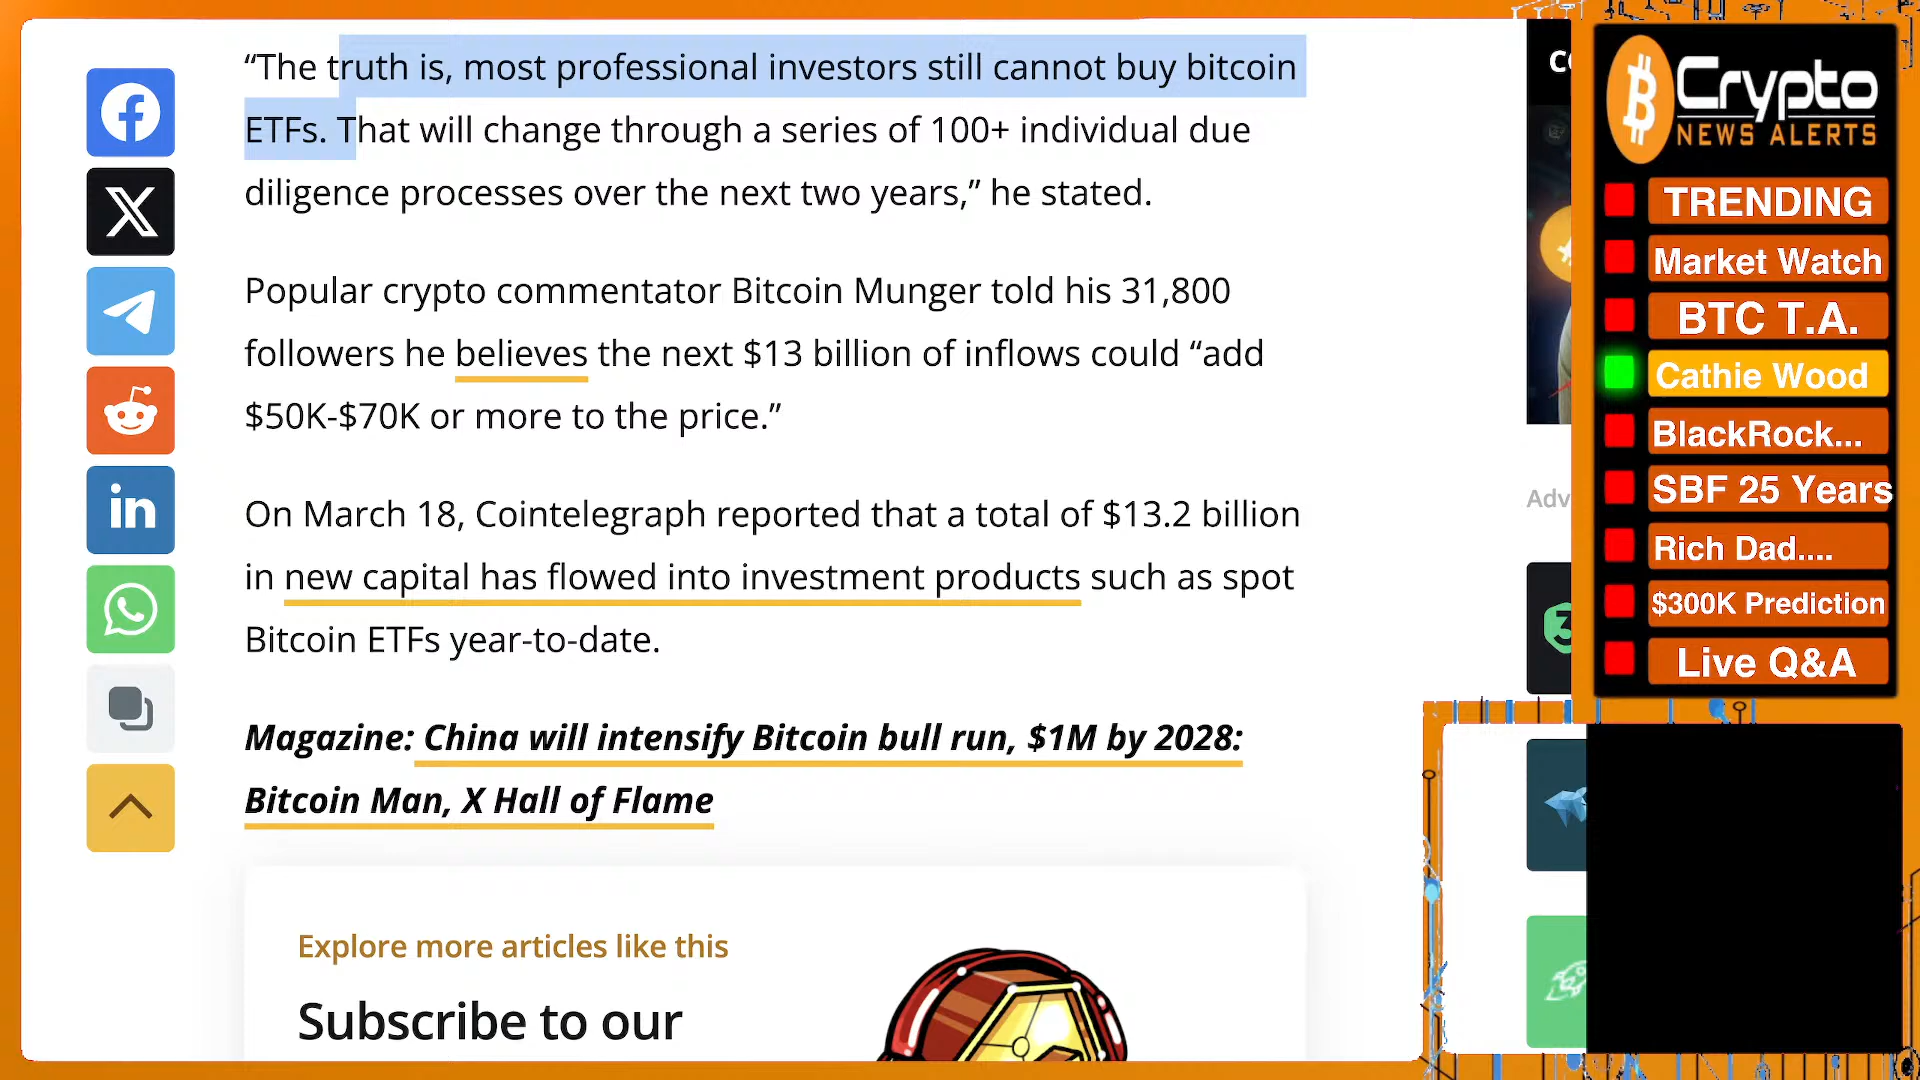 “The truth is, most professional investors still cannot buy bitcoin
ETFs. That will change through a series of 100+ individual due
diligence processes over the next two years,” he stated.
Popular crypto commentator Bitcoin Munger told his 31,800
followers he believes the next $13 billion of inflows could “add
$50K-$70K or more to the price.”
On March 18, Cointelegraph reported that a total of $13.2 billion
in new capital has flowed into investment products such as spot
Bitcoin ETFs year-to-date.
Magazine: China will intensify Bitcoin bull run, $1M by 2028:
Bitcoin Man, X Hall of Fame
Explore more articles like this
Subscribe to our
Adv
Crypto
NEWS ALERTS
TRENDING
Market Watch
BTC T.A.
Cathie Wood
BlackRock...
SBF 25 Years
Rich Dad....
$300K Prediction
Live Q&A